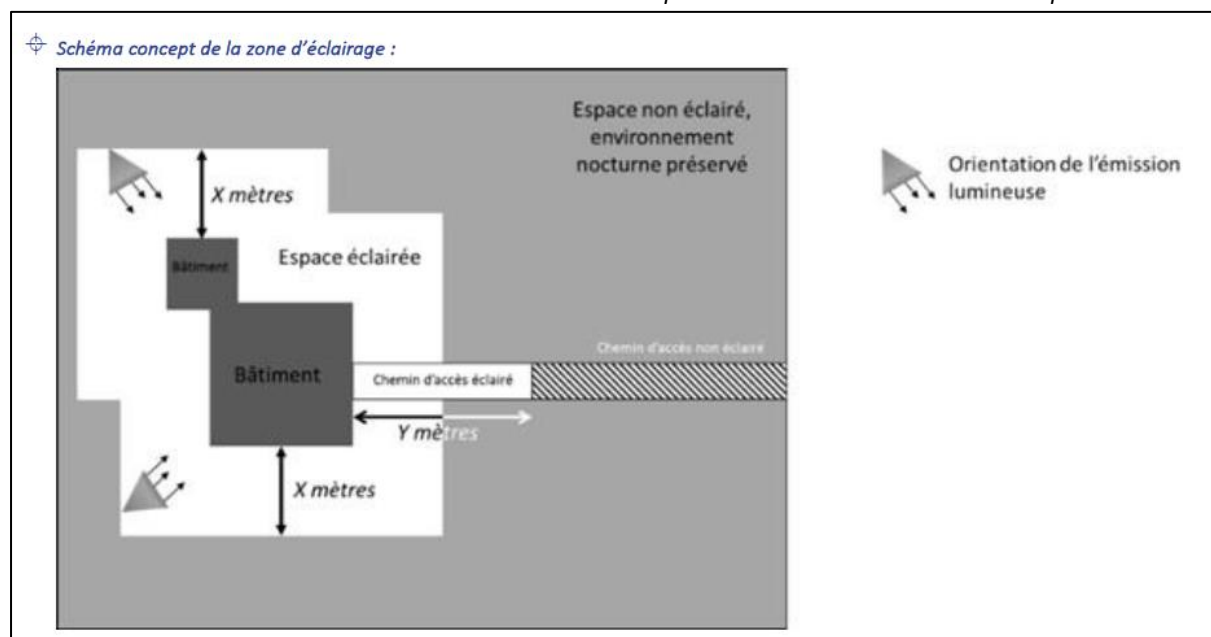 Schéma concept de la zone d'éclairage :
Espace non éclairé,
environnement
nocturne préservé
Orientation de l'émission
lumineuse
X mètres
Bâtiment
Espace éclairée
Chemin d'accès non éclairé
Bâtiment
Chemin d'accès éclairé
Y mètres
X mètres